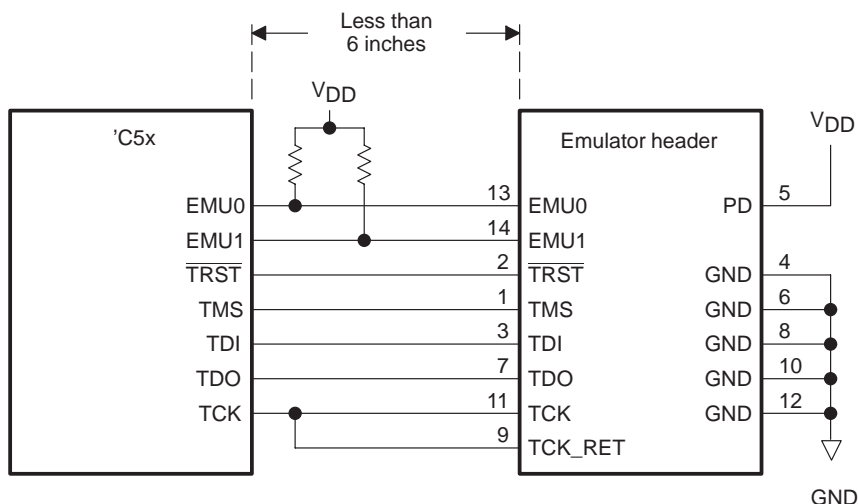 Less than
6 inches
VDD
'C5x
Emulator header
VDD
EMU0 13 EMU0 PD 5
EMU1 14 EMU1
TRST 2 TRST GND 4
TMS 1 TMS GND 6
TDI 3 TDI GND 8
TDO 7 TDO GND 10
TCK 11 TCK GND 12
9 TCK_RET
GND